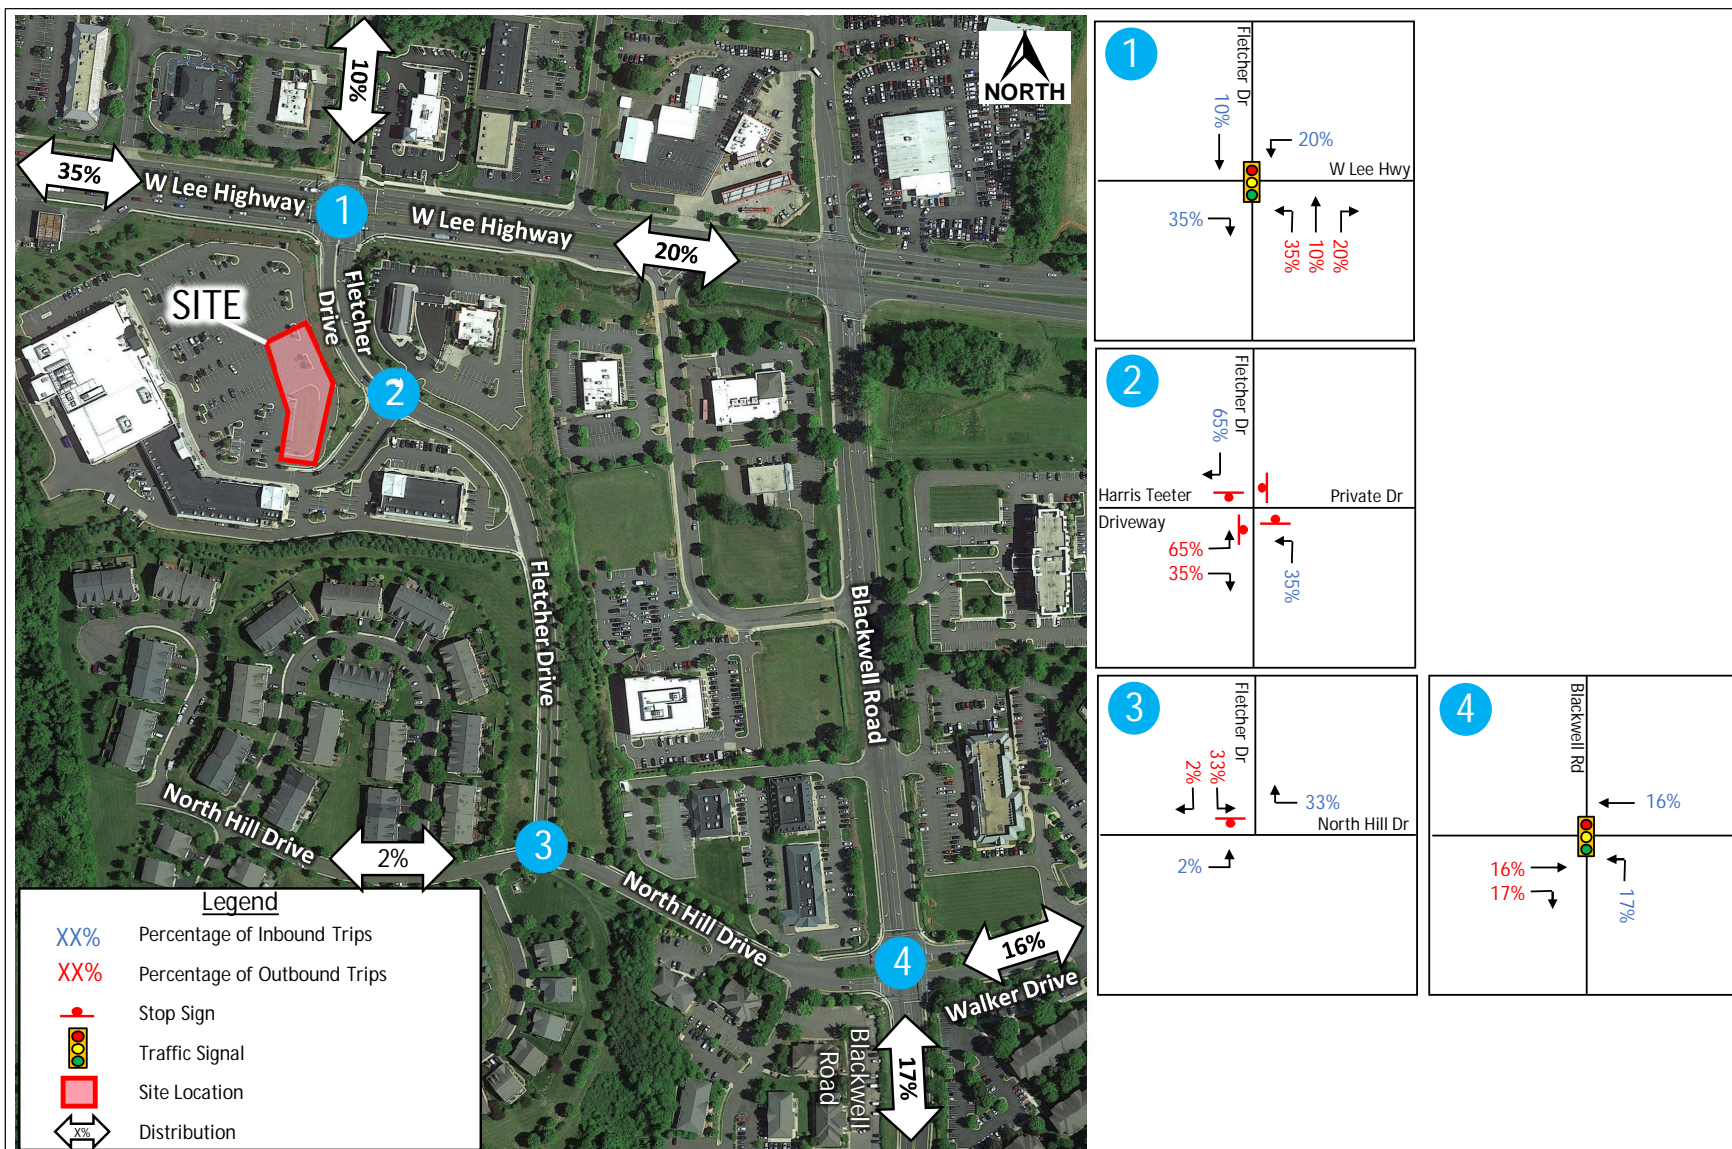 10%
NORTH
35%
W Lee Highway
1
W Lee Highway
20%
SITE
Fletcher
Drive
2
Fletcher Drive
Blackwell Road
North Hill Drive
2%
3
North Hill Drive
4
16%
Walker Drive
Blackwell
Road
17%
Legend
XX% Percentage of Inbound Trips
XX% Percentage of Outbound Trips
Stop Sign
Traffic Signal
Site Location
X% Distribution
1
Fletcher Dr
10%
20%
W Lee Hwy
35%
35%
10%
20%
2
Fletcher Dr
65%
Harris Teeter
Private Dr
Driveway
65%
35%
35%
3
Fletcher Dr
2%
33%
33%
North Hill Dr
2%
4
Blackwell Rd
16%
16%
17%
17%